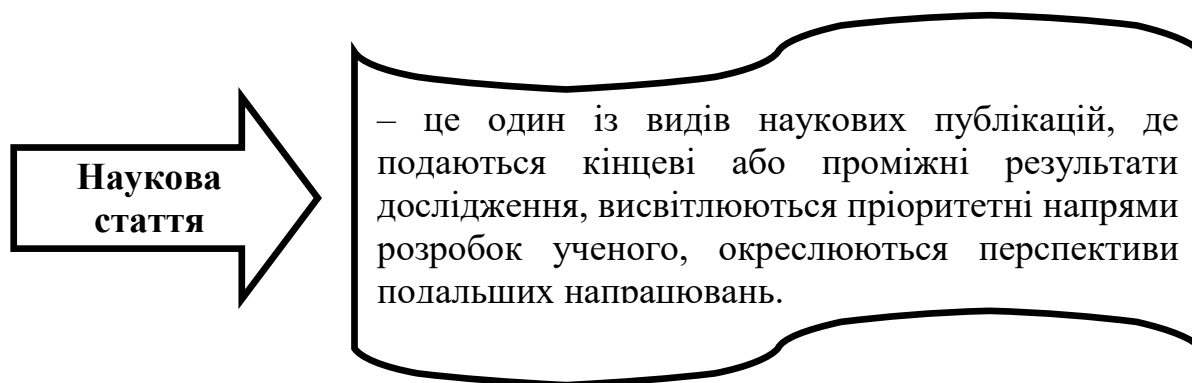 Наукова
стаття
– це один із видів наукових публікацій, де
подаються кінцеві або проміжні результати
дослідження, висвітлюються пріоритетні напрями
розробок ученого, окреслюються перспективи
подальших напрацювань.